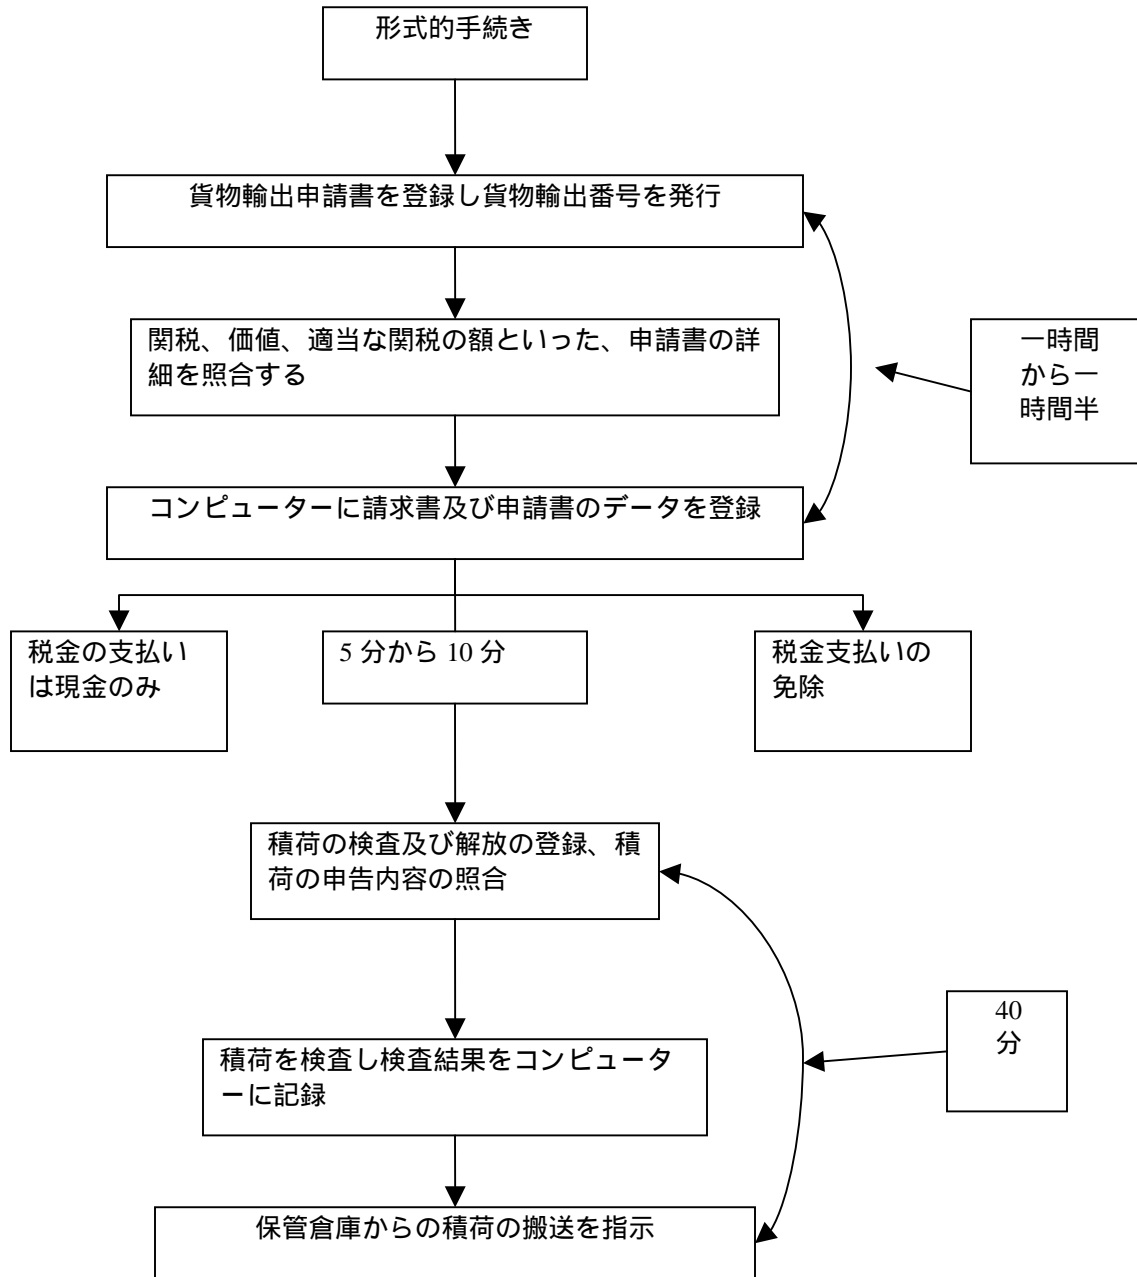 形式的手続き
貨物輸出申請書を登録し貨物輸出番号を発行
関税、価値、適当な関税の額といった、申請書の詳
細を照合する
一時間
から一
時間半
コンピューターに請求書及び申請書のデータを登録
税金の支払い
は現金のみ
5 分から 10 分
税金支払いの
免除
積荷の検査及び解放の登録、積
荷の申告内容の照合
40
分
積荷を検査し検査結果をコンピュータ
ーに記録
保管倉庫からの積荷の搬送を指示